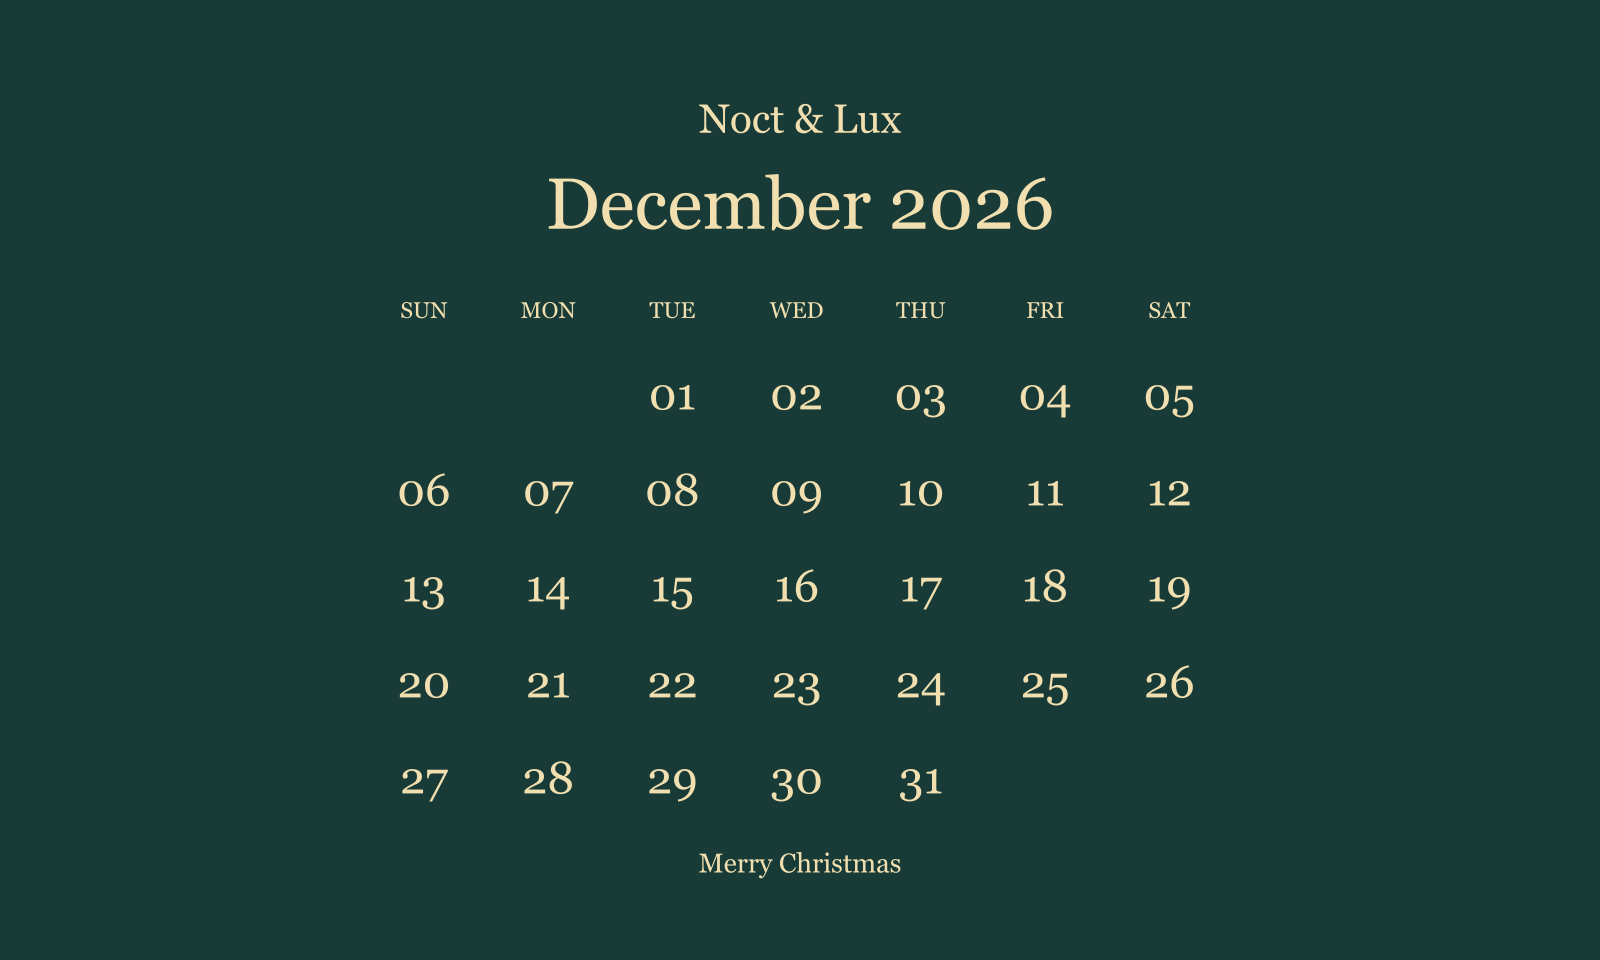 Noct & Lux
December 2026
SUN MON TUE WED THU FRI SAT
01 02 03 04 05
06 07 08 09 10 11 12
13 14 15 16 17 18 19
20 21 22 23 24 25 26
27 28 29 30 31
Merry Christmas